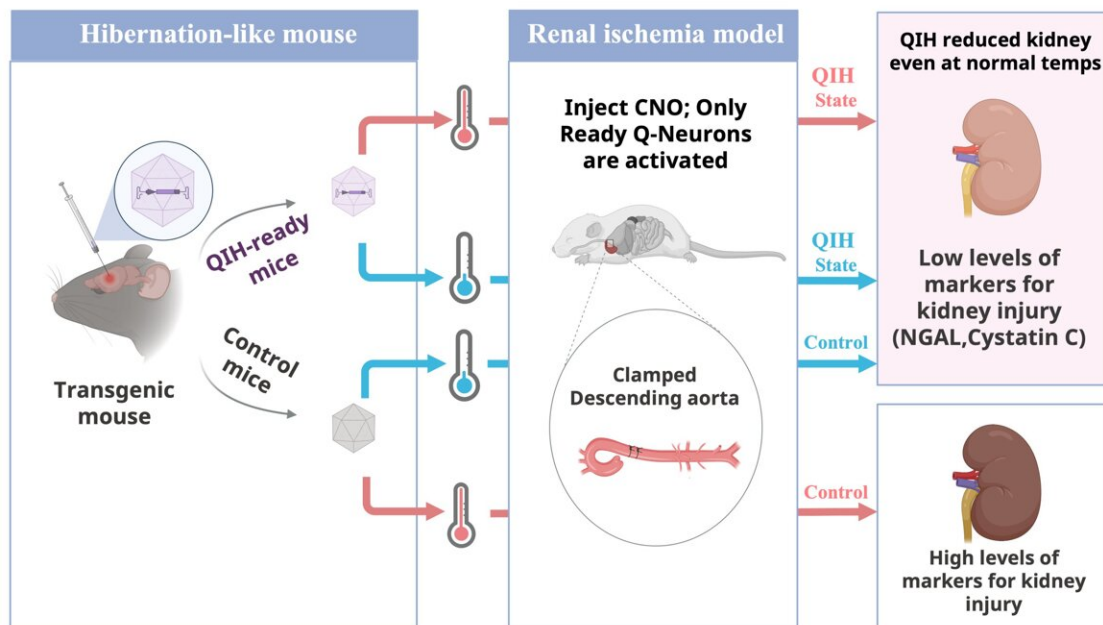 Hibernation-like mouse
Transgenic
mouse
QIH-ready
mice
Control
mice
Renal ischemia model
Inject CNO; Only
Ready Q-Neurons
are activated
Clamped
Descending aorta
QIH
State
QIH
State
Control
Control
QIH reduced kidney
even at normal temps
Low levels of
markers for
kidney injury
(NGAL,Cystatin C)
High levels of
markers for kidney
injury